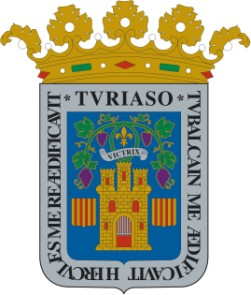 * TVRIASO *
VICTRIX
TVBALCAIN ME ÆDIFICAVIT
HERCVLES ME REÆDIFICAVIT